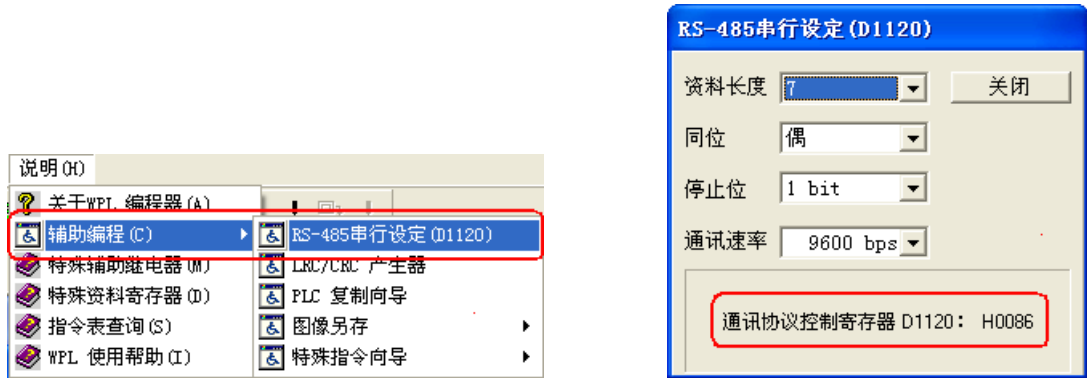 说明(H)
关于WPL 编程器(A)
辅助编程(C)
特殊辅助继电器(M)
特殊资料寄存器(D)
指令表查询(S)
WPL 使用帮助(I)
RS-485串行设定(D1120)
LRC/CRC 产生器
PLC 复制向导
图像另存
特殊指令向导
RS-485串行设定(D1120)
资料长度 7 关闭
同位 偶
停止位 1 bit
通讯速率 9600 bps
通讯协议控制寄存器 D1120： H0086